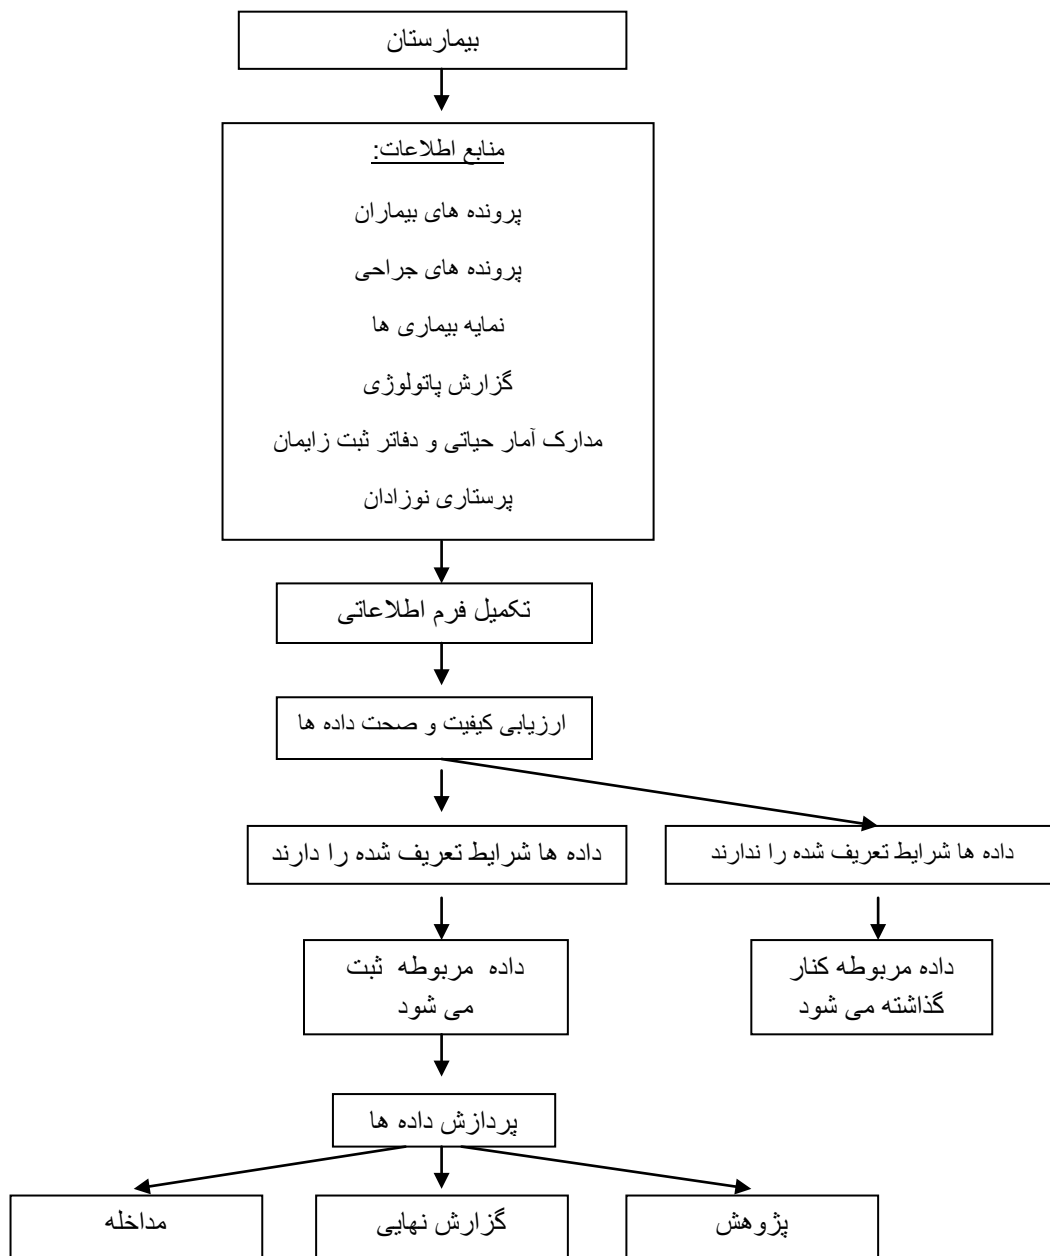 بیمارستان
منابع اطلاعات:
پرونده های بیماران
پرونده های جراحی
نمایه بیماری ها
گزارش پاتولوژی
مدارک آمار حیاتی و دفاتر ثبت زایمان
پرستاری نوزادان
تکمیل فرم اطلاعاتی
ارزیابی کیفیت و صحت داده ها
داده ها شرایط تعریف شده را دارند
داده ها شرایط تعریف شده را ندارند
داده مربوطه ثبت
می شود
داده مربوطه کنار
گذاشته می شود
پردازش داده ها
پژوهش
گزارش نهایی
مداخله